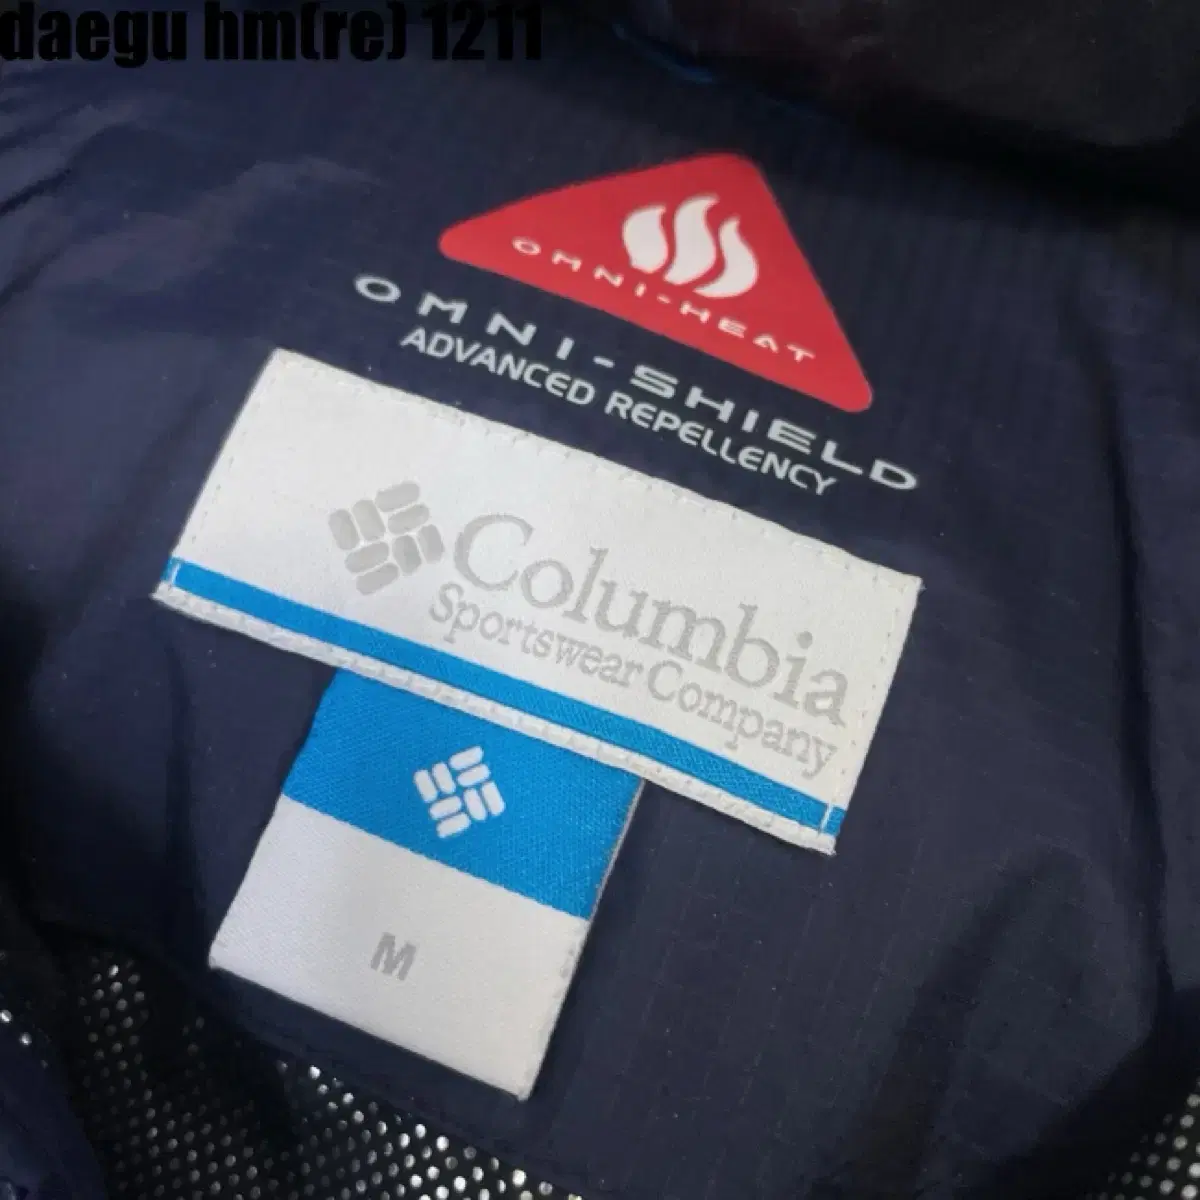 daegu hm(re) 1211
OMNI-HEAT
OMNI-SHIELD
ADVANCED REPELLENCY
Columbia
Sportswear Company
M